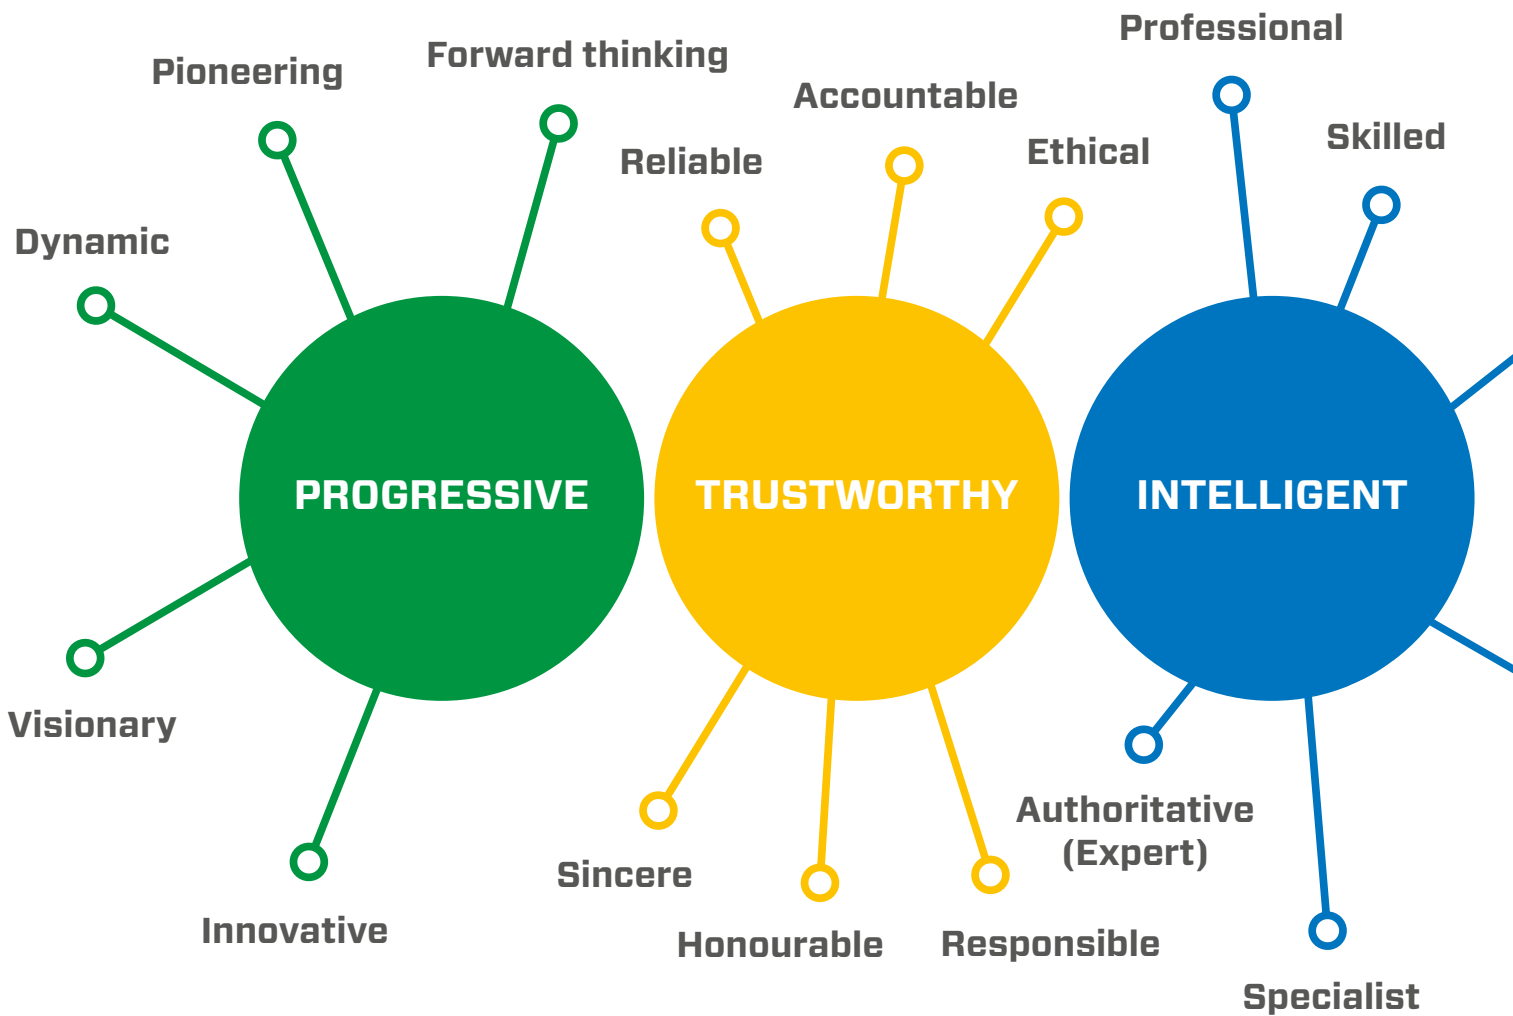 Professional
Forward thinking
Pioneering
Accountable
Skilled
Ethical
Reliable
Dynamic
PROGRESSIVE
TRUSTWORTHY
INTELLIGENT
Visionary
Authoritative
(Expert)
Sincere
Innovative
Honourable
Responsible
Specialist